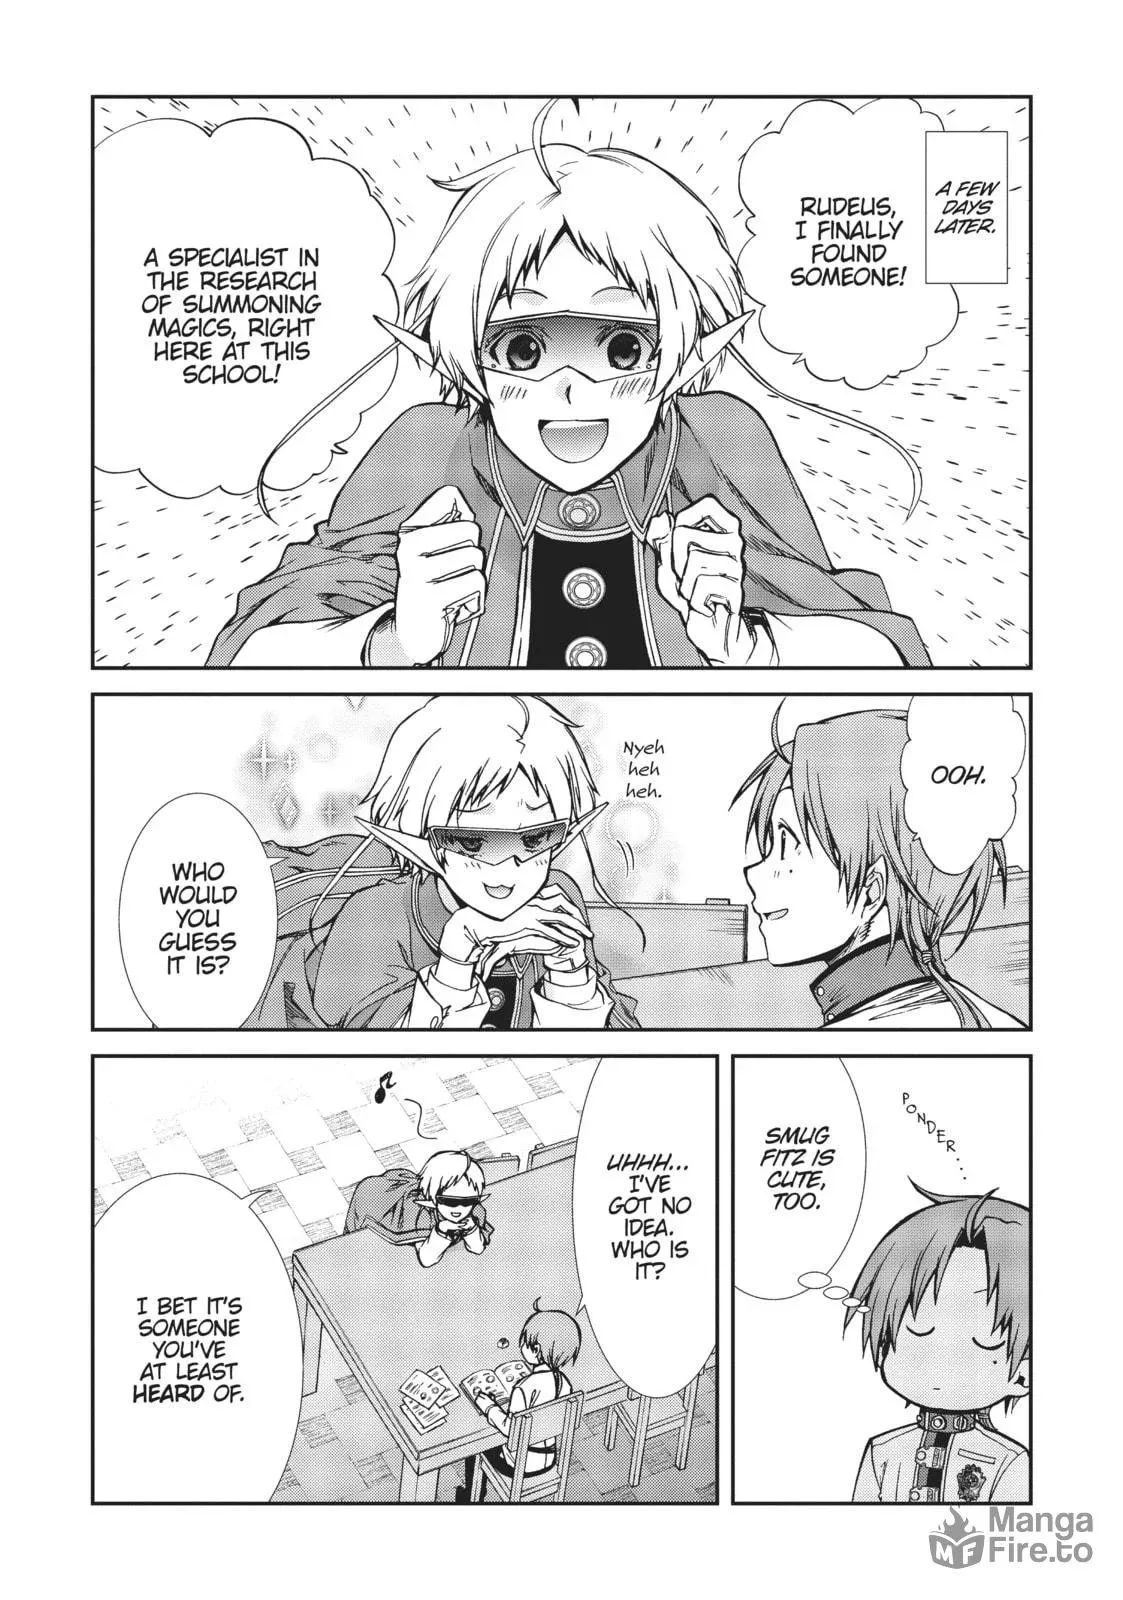 A FEW
DAYS
LATER.
RUDEUS,
I FINALLY
FOUND
SOMEONE!
A SPECIALIST IN
THE RESEARCH
OF SUMMONING
MAGICS, RIGHT
HERE AT THIS
SCHOOL!
OOH.
Nyeh
heh
heh.
WHO
WOULD
YOU
GUESS
IT IS?
PONDER...
SMUG
FITZ IS
CUTE,
TOO.
UHHH...
I'VE
GOT NO
IDEA.
WHO IS
IT?
I BET IT'S
SOMEONE
YOU'VE
AT LEAST
HEARD OF.
MF
Manga
Fire.to